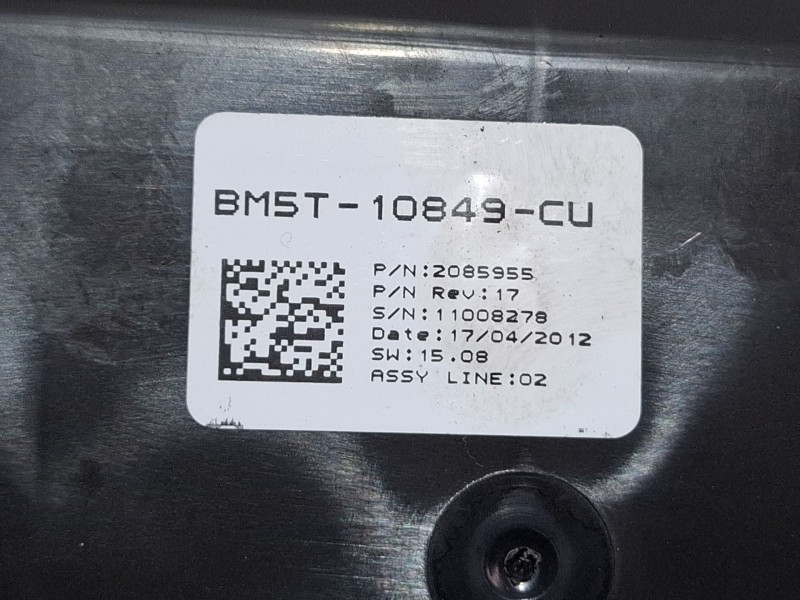 BM5T-10849-CU
P/N:2085955
P/N Rev:17
S/N:11008278
Date:17/04/2012
SW:15.08
ASSY LINE:02